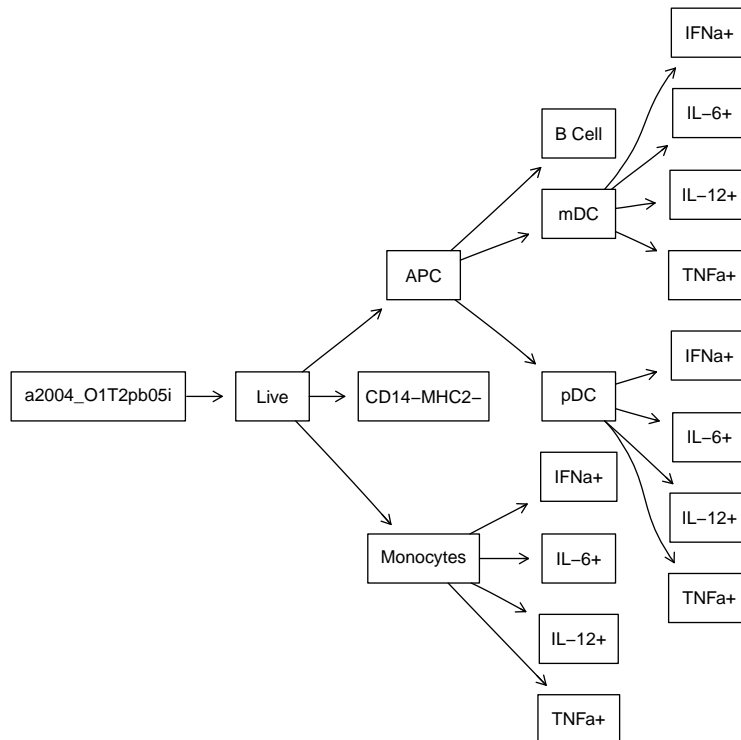 IFNa+
IL−6+
B Cell
IL−12+
mDC
APC
TNFa+
IFNa+
a2004_O1T2pb05i
Live
CD14−MHC2−
pDC
IL−6+
IFNa+
IL−12+
Monocytes
IL−6+
TNFa+
IL−12+
TNFa+